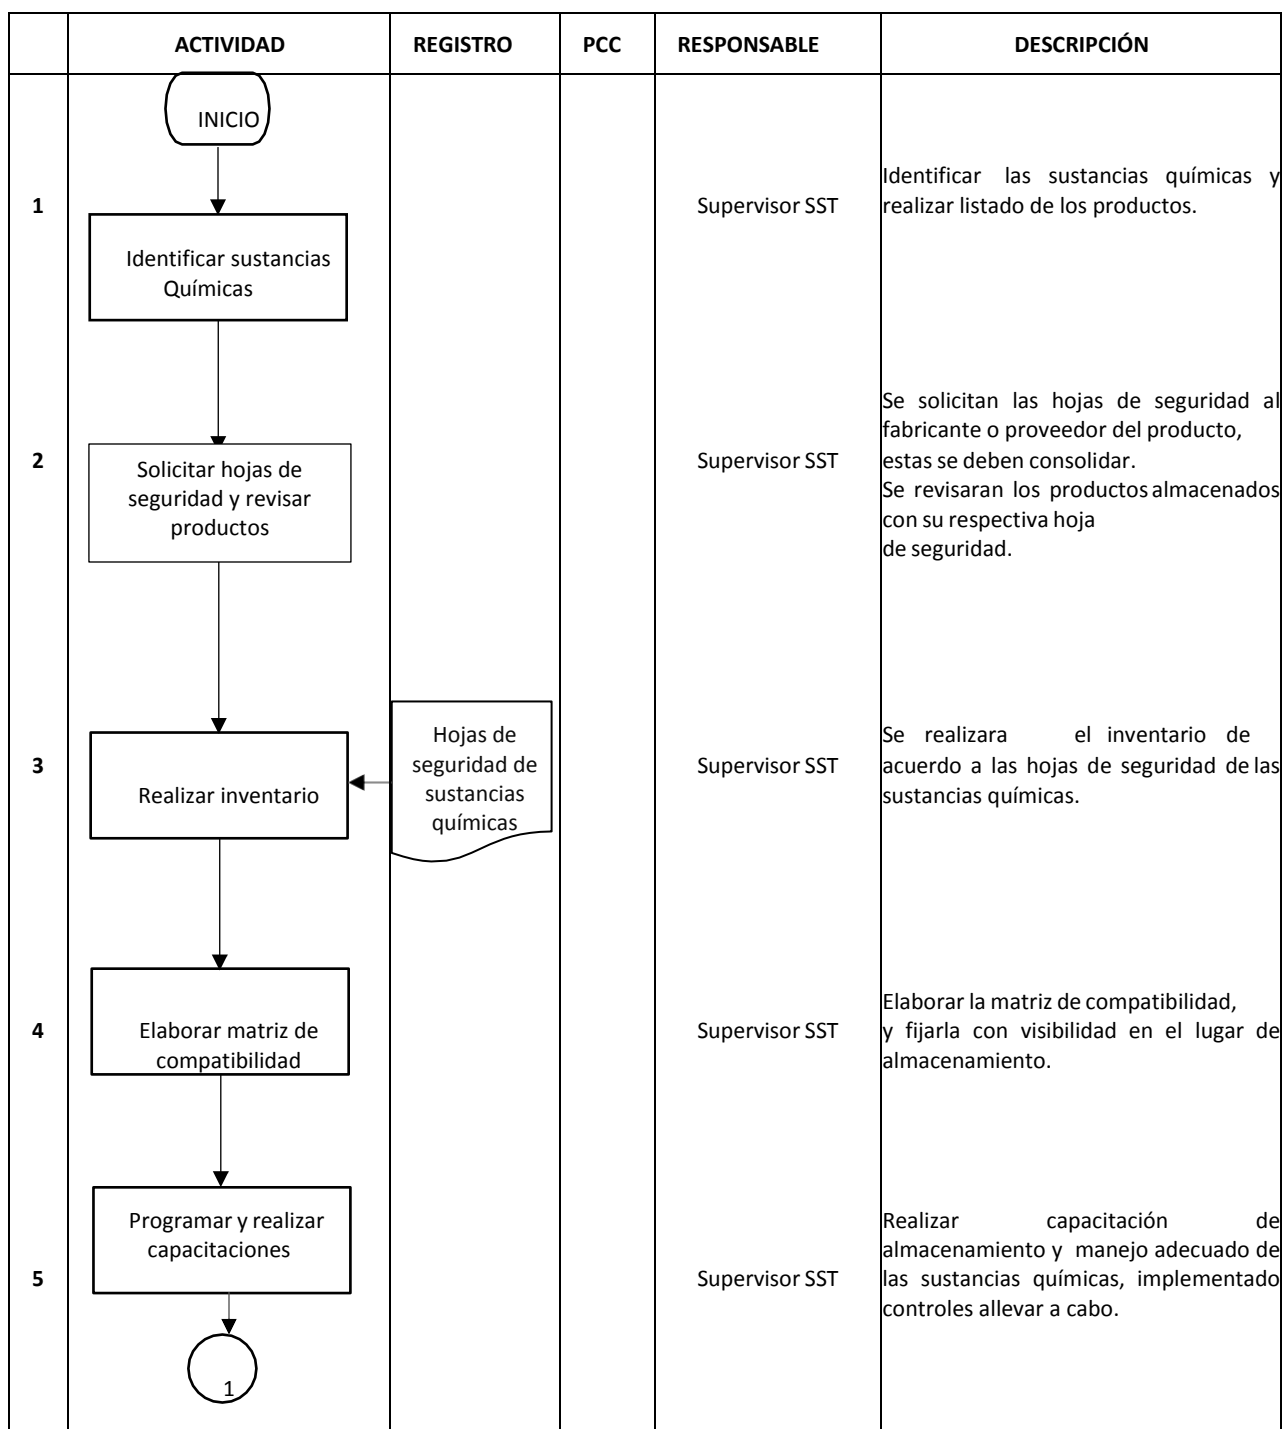 ACTIVIDAD REGISTRO PCC RESPONSABLE DESCRIPCIÓN
INICIO
1
Identificar sustancias
Químicas
Supervisor SST
Identificar las sustancias químicas y
realizar listado de los productos.
2
Solicitar hojas de
seguridad y revisar
productos
Supervisor SST
Se solicitan las hojas de seguridad al
fabricante o proveedor del producto,
estas se deben consolidar.
Se revisaran los productos almacenados
con su respectiva hoja
de seguridad.
3
Realizar inventario
Hojas de
seguridad de
sustancias
químicas
Supervisor SST
Se realizara el inventario de
acuerdo a las hojas de seguridad de las
sustancias químicas.
4
Elaborar matriz de
compatibilidad
Supervisor SST
Elaborar la matriz de compatibilidad,
y fijarla con visibilidad en el lugar de
almacenamiento.
5
Programar y realizar
capacitaciones
Supervisor SST
Realizar capacitación de
almacenamiento y manejo adecuado de
las sustancias químicas, implementado
controles allevar a cabo.
1